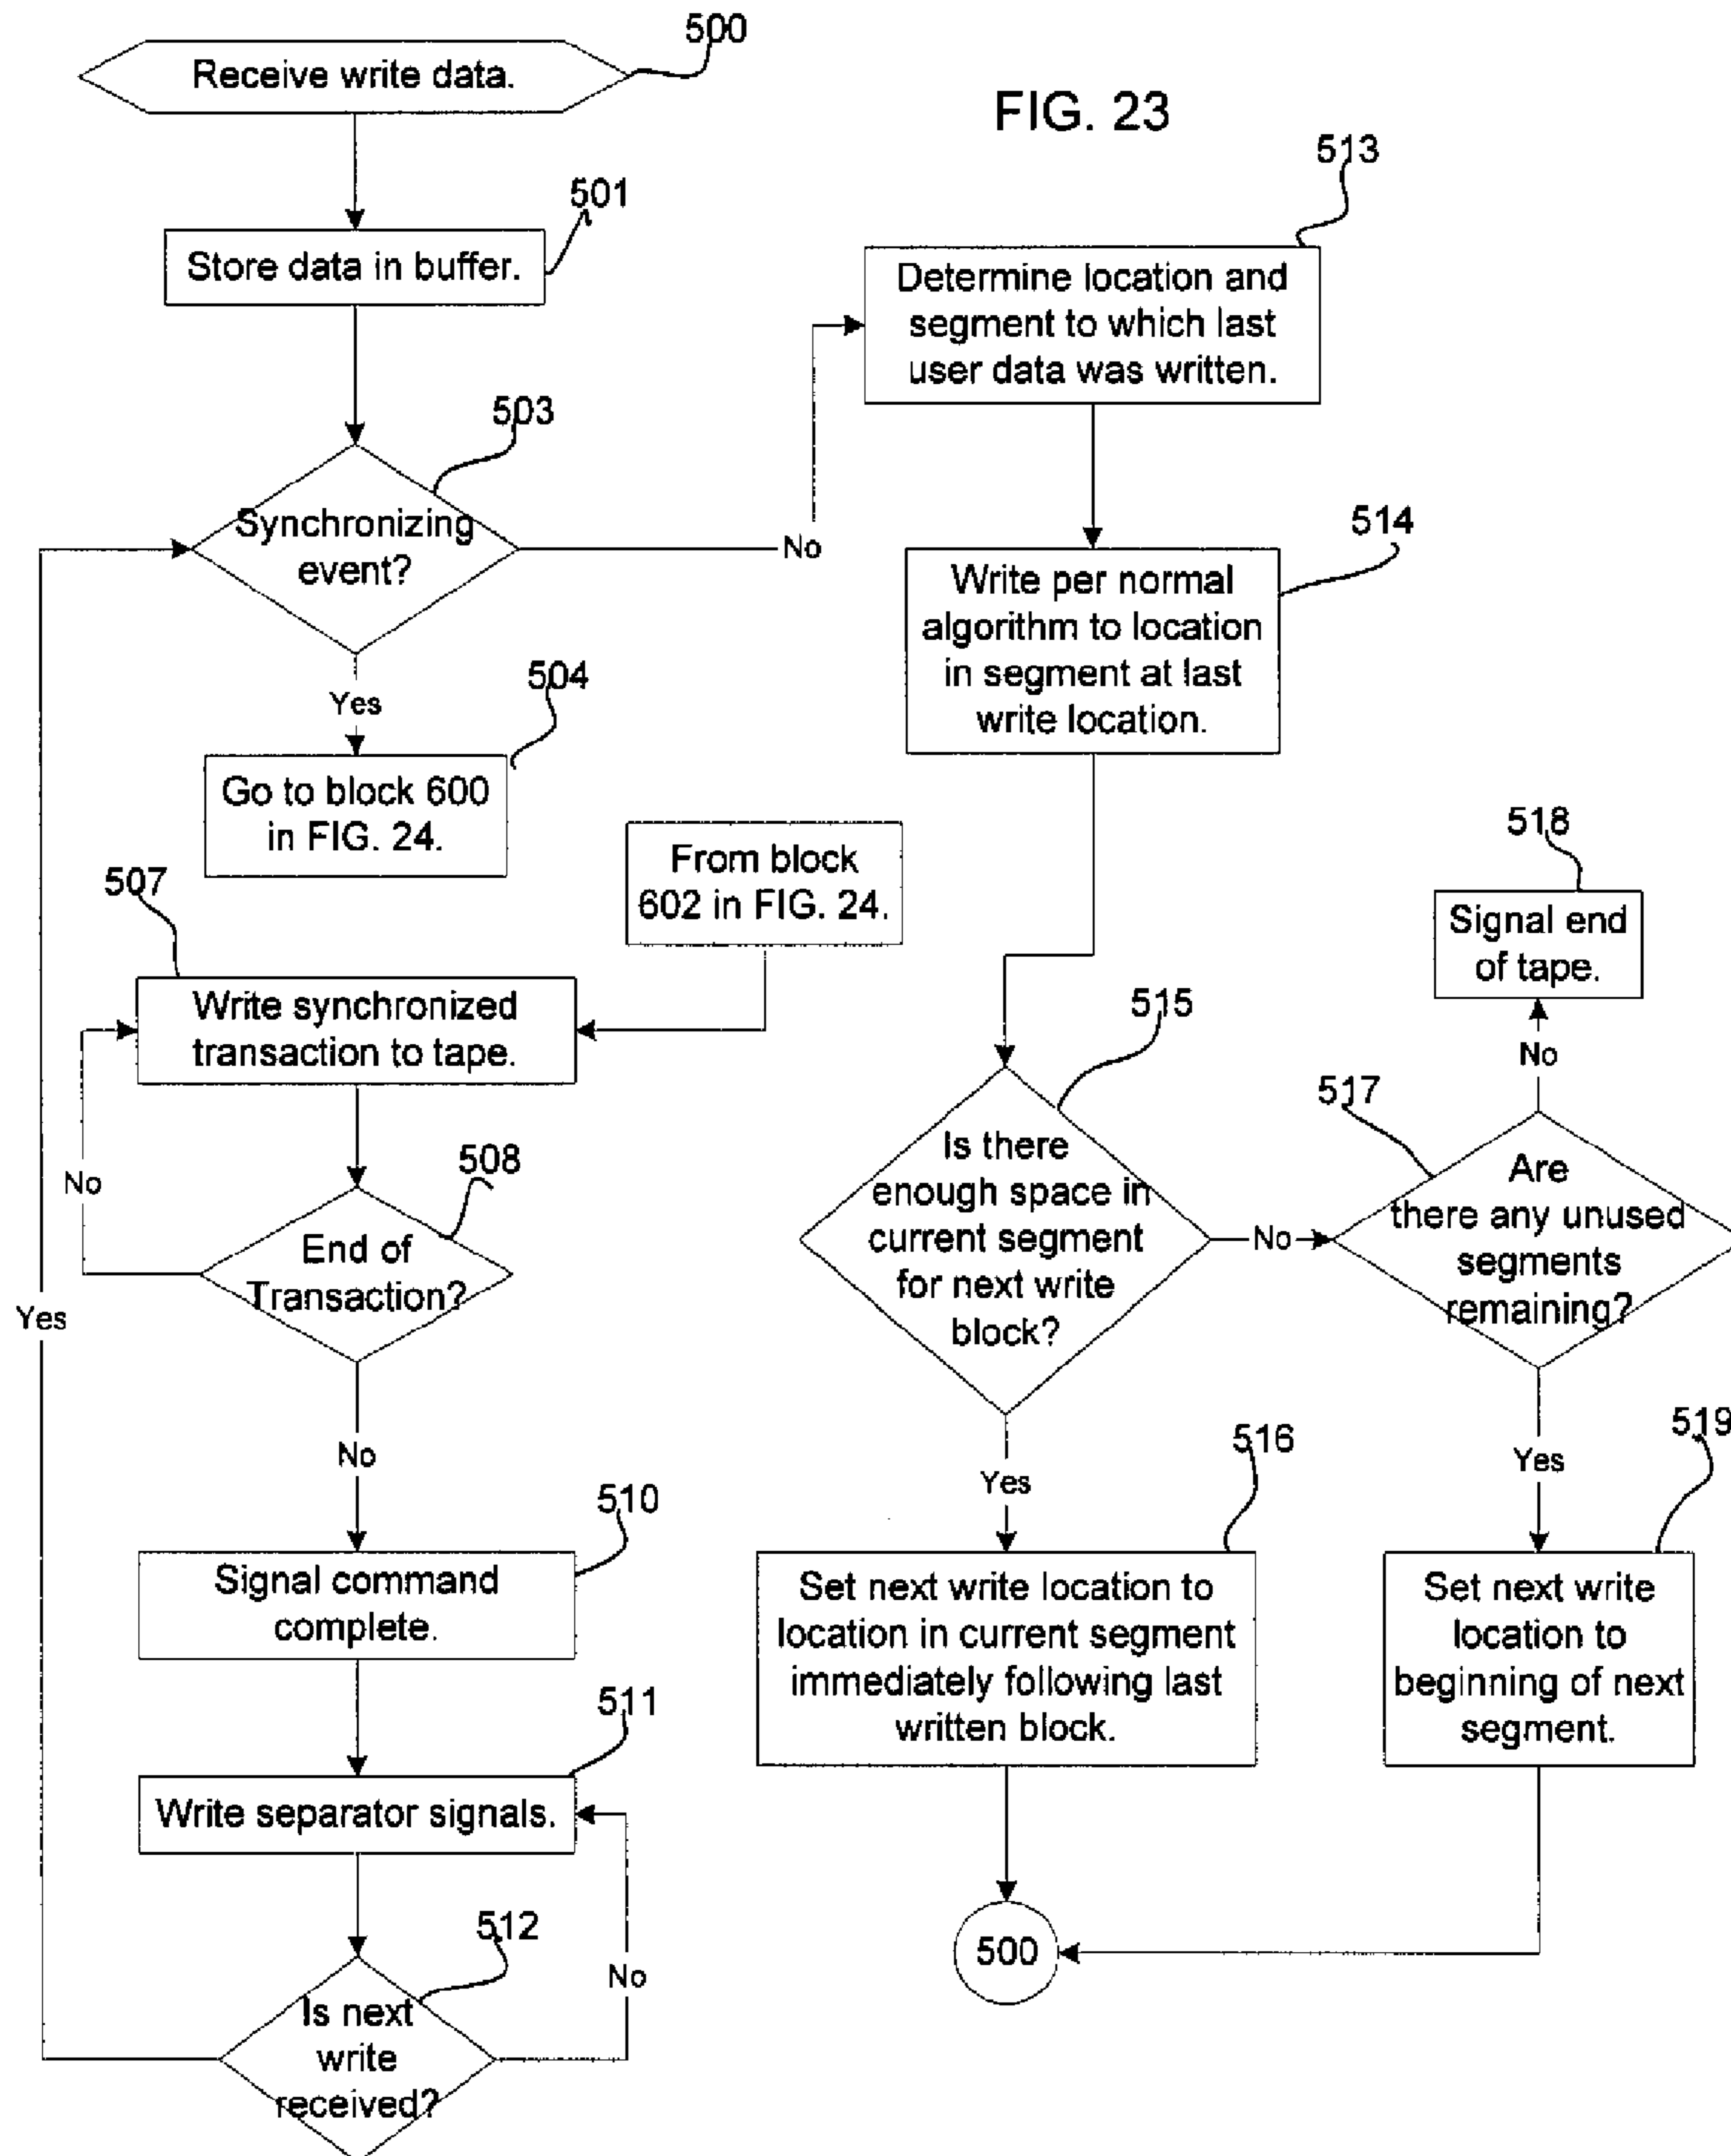 500
Receive write data.
FIG. 23
501
Store data in buffer.
503
Synchronizing
event?
No
Yes
504
Go to block 600
in FIG. 24.
From block
602 in FIG. 24.
507
Write synchronized
transaction to tape.
508
End of
Transaction?
No
No
Yes
510
Signal command
complete.
511
Write separator signals.
512
Is next
write
received?
No
513
Determine location and
segment to which last
user data was written.
514
Write per normal
algorithm to location
in segment at last
write location.
515
Is there
enough space in
current segment
for next write
block?
No
Yes
516
Set next write location to
location in current segment
immediately following last
written block.
517
Are
there any unused
segments
remaining?
No
518
Signal end
of tape.
Yes
519
Set next write
location to
beginning of next
segment.
500